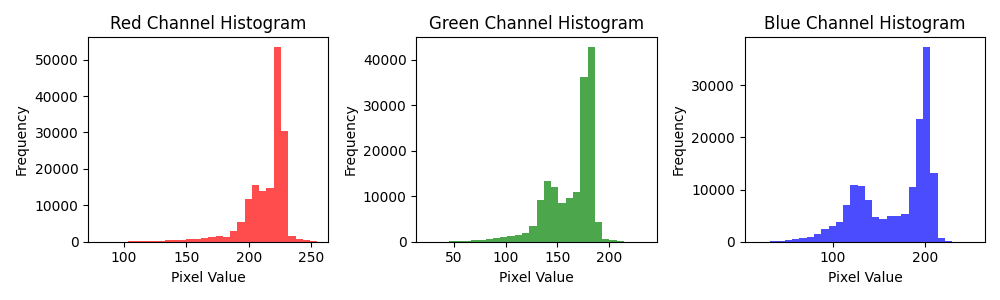 Red Channel Histogram
Frequency
50000
40000
30000
20000
10000
0
100
150
200
250
Pixel Value
Green Channel Histogram
Frequency
40000
30000
20000
10000
0
50
100
150
200
Pixel Value
Blue Channel Histogram
Frequency
30000
20000
10000
0
100
200
Pixel Value